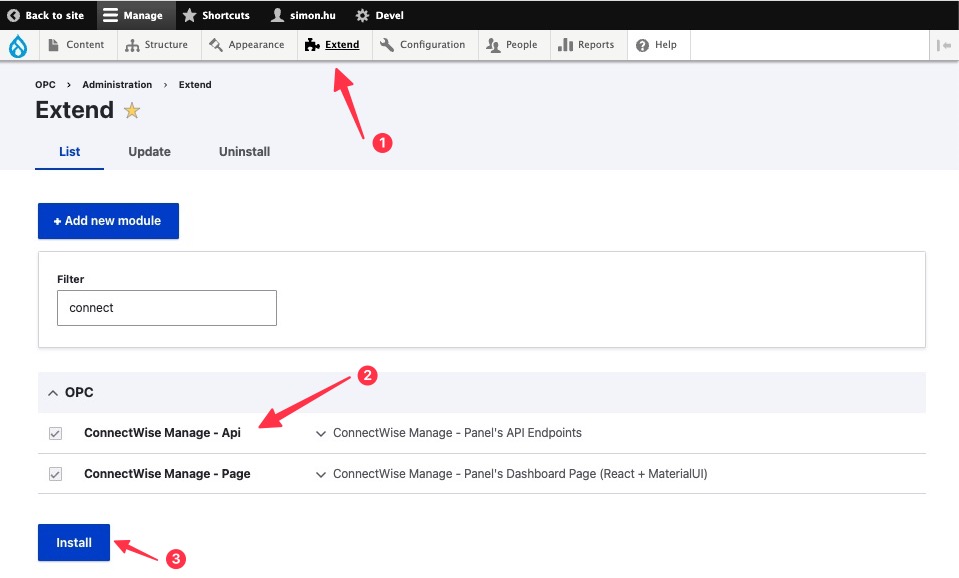 Back to site Manage Shortcuts simon.hu Devel
Content Structure Appearance Extend Configuration People Reports Help
OPC › Administration › Extend
Extend
1
List Update Uninstall
+ Add new module
Filter
connect
2
OPC
ConnectWise Manage - Api ConnectWise Manage - Panel's API Endpoints
ConnectWise Manage - Page ConnectWise Manage - Panel's Dashboard Page (React + MaterialUI)
Install
3